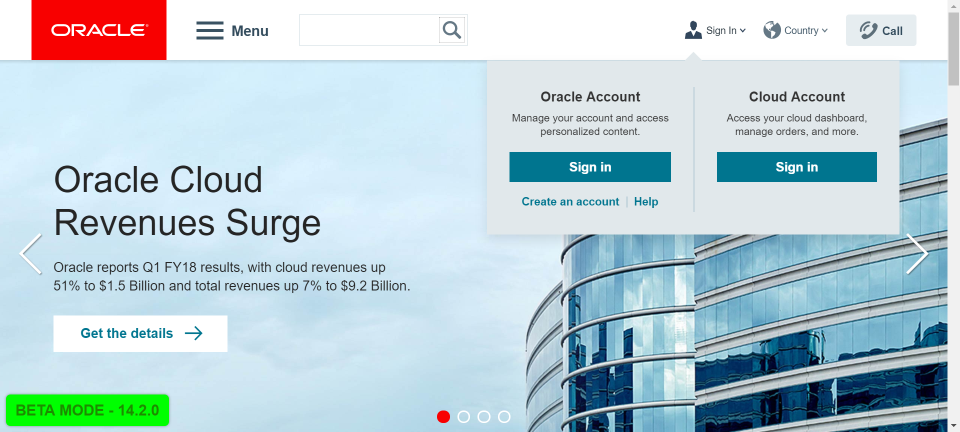 ORACLE
Menu
Sign In
Country
Call
Oracle Account
Manage your account and access
personalized content.
Sign in
Create an account | Help
Cloud Account
Access your cloud dashboard,
manage orders, and more.
Sign in
Oracle Cloud
Revenues Surge
Oracle reports Q1 FY18 results, with cloud revenues up
51% to $1.5 Billion and total revenues up 7% to $9.2 Billion.
Get the details
BETA MODE - 14.2.0